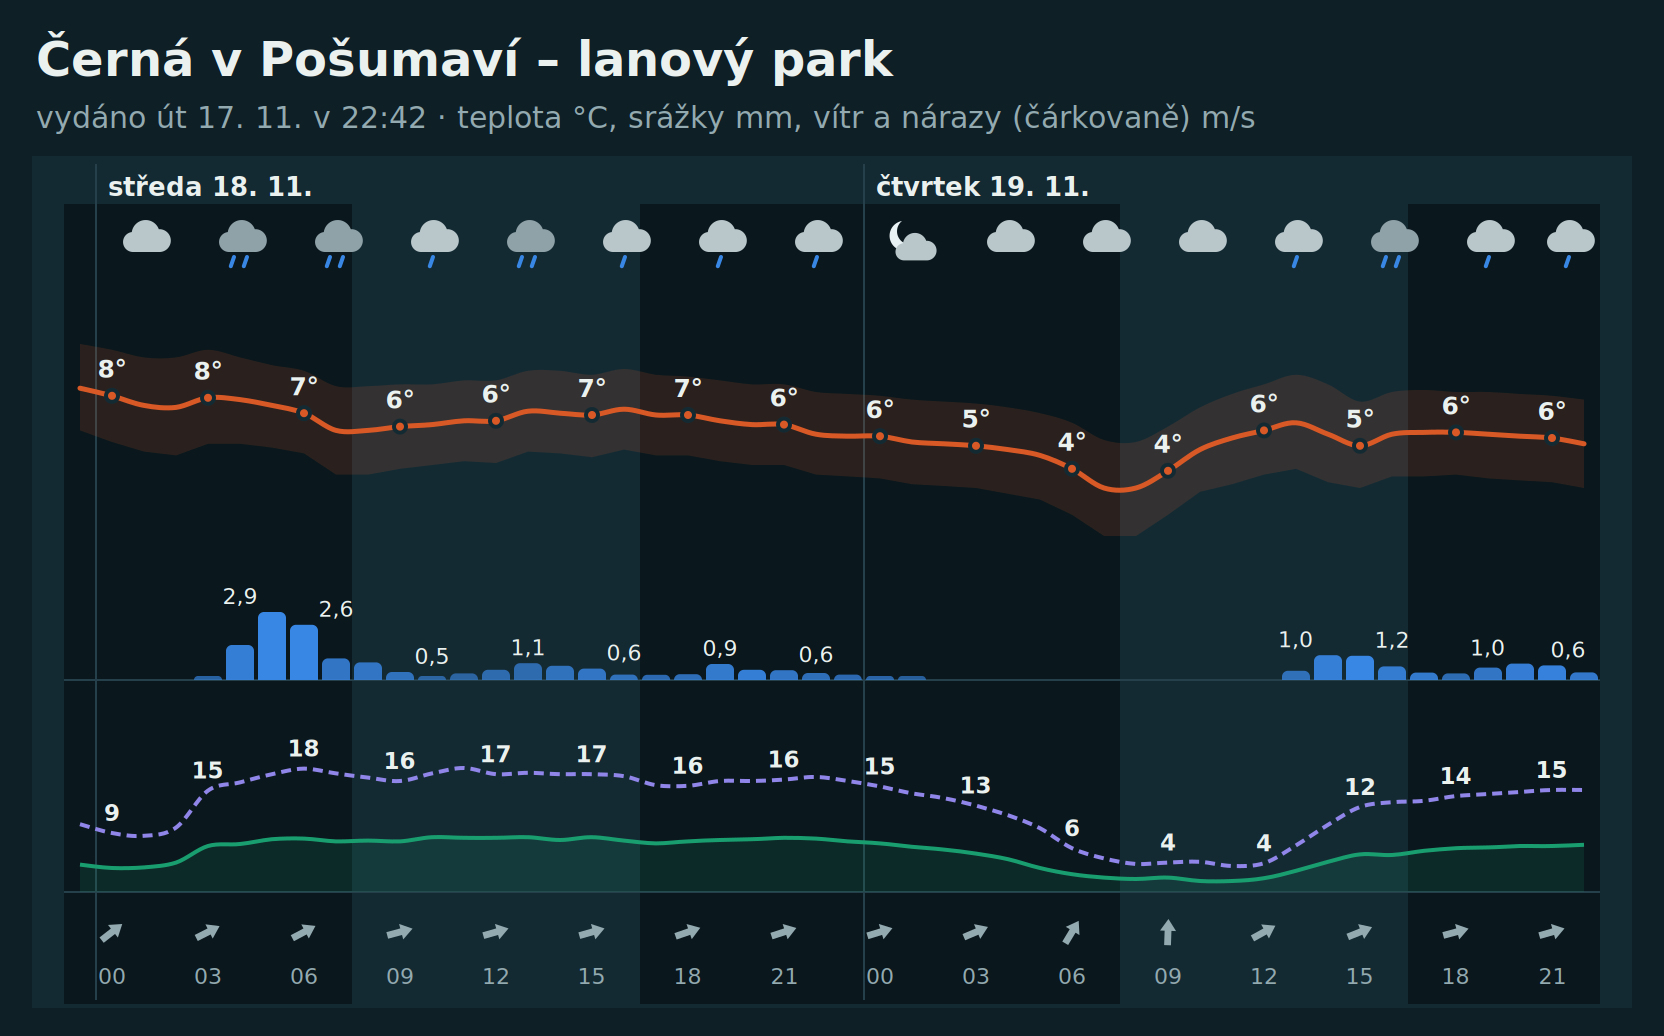 Černá v Pošumaví – lanový park
vydáno út 17. 11. v 22:42 · teplota °C, srážky mm, vítr a nárazy (čárkovaně) m/s
středa 18. 11. čtvrtek 19. 11.
8° 8° 7° 6° 6° 7° 7° 6° 6° 5° 4° 4° 6° 5° 6° 6°
2,9 2,6 0,5 1,1 0,6 0,9 0,6 1,0 1,2 1,0 0,6
9 15 18 16 17 17 16 16 15 13 6 4 4 12 14 15
00 03 06 09 12 15 18 21 00 03 06 09 12 15 18 21